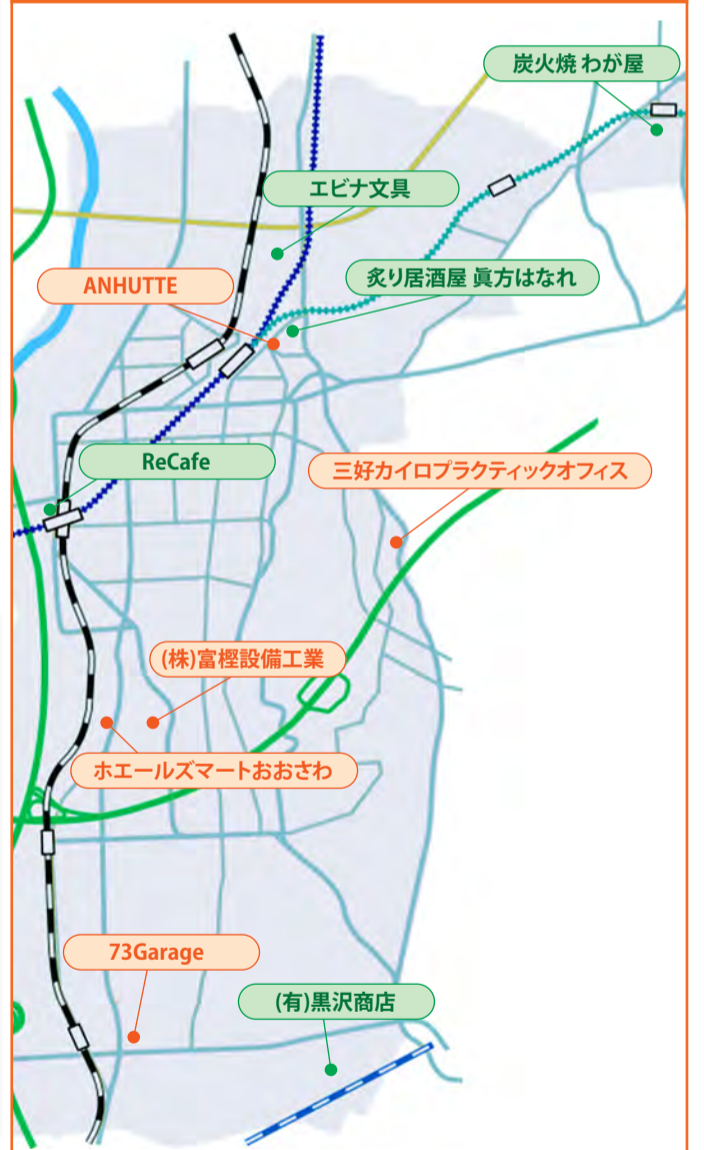 炭火焼 わが屋
エビナ文具
炙り居酒屋 眞方はなれ
ANHUTTE
ReCafe
三好カイロプラクティックオフィス
(株)富樫設備工業
ホエールズマートおおさわ
73Garage
(有)黒沢商店